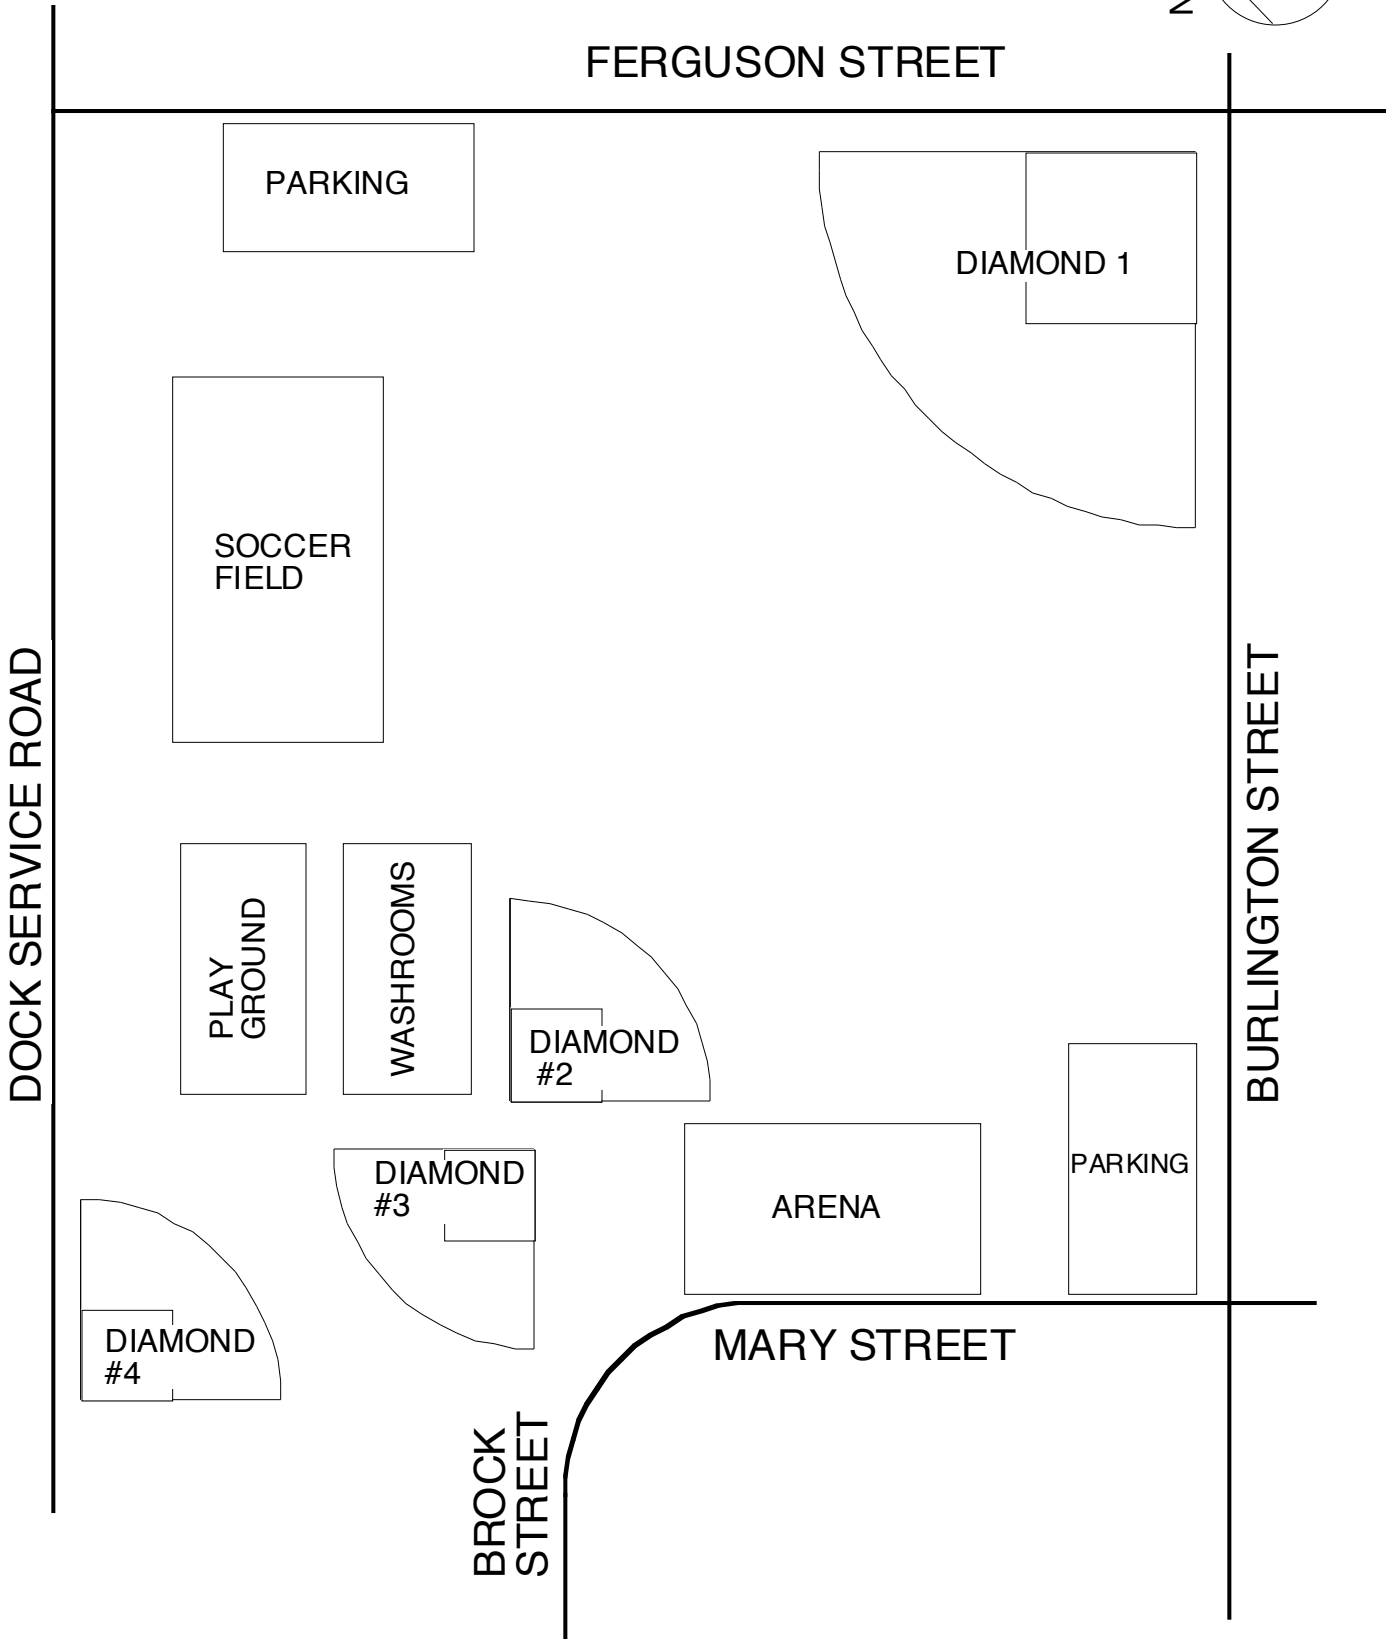 N
FERGUSON STREET
PARKING
DIAMOND 1
SOCCER
FIELD
DOCK SERVICE ROAD
BURLINGTON STREET
PLAY
GROUND
WASHROOMS
DIAMOND
#2
PARKING
DIAMOND
#3
ARENA
DIAMOND
#4
MARY STREET
BROCK
STREET